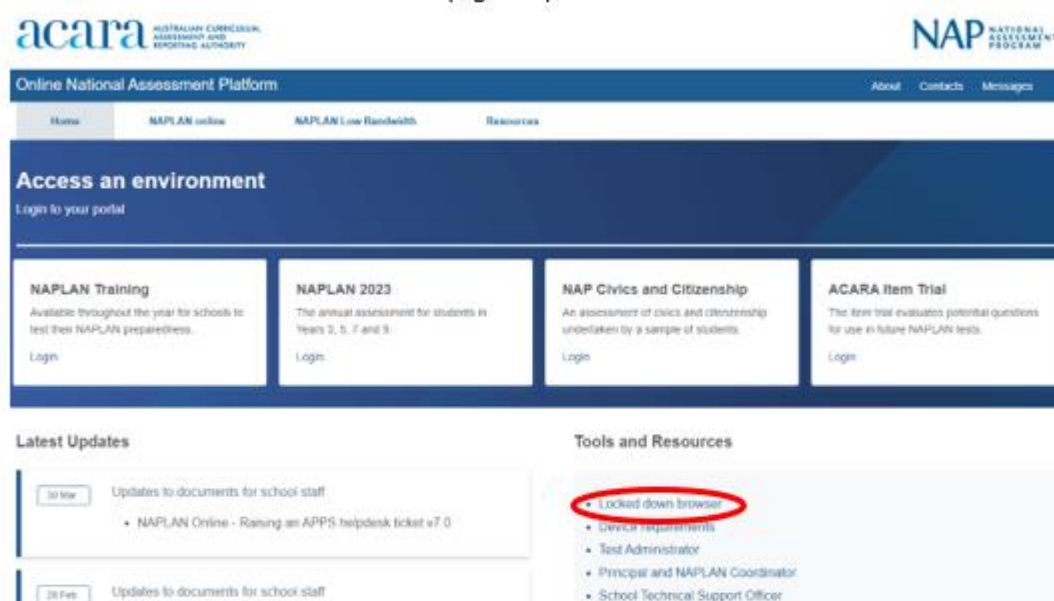 acara AUSTRALIAN CURRICULUM,
ASSESSMENT AND
REPORTING AUTHORITY
NAP NATIONAL
ASSESSMENT
PROGRAM
Online National Assessment Platform
About Contacts Messages
Home NAPLAN online NAPLAN Low Bandwidth Resources
Access an environment
Login to your portal
NAPLAN Training
Available throughout the year for schools to
test their NAPLAN preparedness.
Login
NAPLAN 2023
The annual assessment for students in
Years 3, 5, 7 and 9.
Login
NAP Civics and Citizenship
An assessment of civics and citizenship
undertaken by a sample of students.
Login
ACARA Item Trial
The item trial evaluates potential questions
for use in future NAPLAN tests.
Login
Latest Updates
30 Mar Updates to documents for school staff
• NAPLAN Online - Raising an APPS helpdesk ticket v7.0
28 Feb Updates to documents for school staff
Tools and Resources
• Locked down browser
• Device requirements
• Test Administrator
• Principal and NAPLAN Coordinator
• School Technical Support Officer